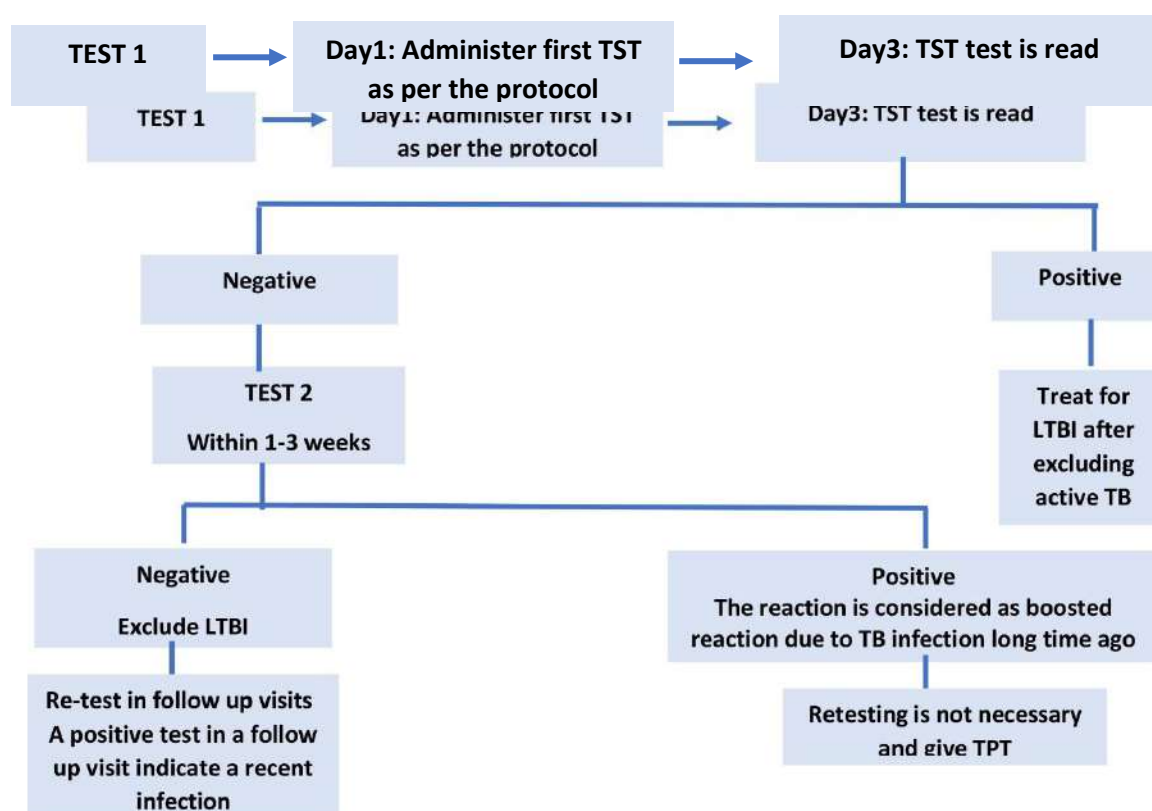 TEST 1
Day1: Administer first TST
as per the protocol
Day3: TST test is read
TEST 1
Day1: Administer first TST
as per the protocol
Day3: TST test is read
Negative
Positive
TEST 2
Within 1-3 weeks
Treat for
LTBI after
excluding
active TB
Negative
Exclude LTBI
Positive
The reaction is considered as boosted
reaction due to TB infection long time ago
Re-test in follow up visits
A positive test in a follow
up visit indicate a recent
infection
Retesting is not necessary
and give TPT